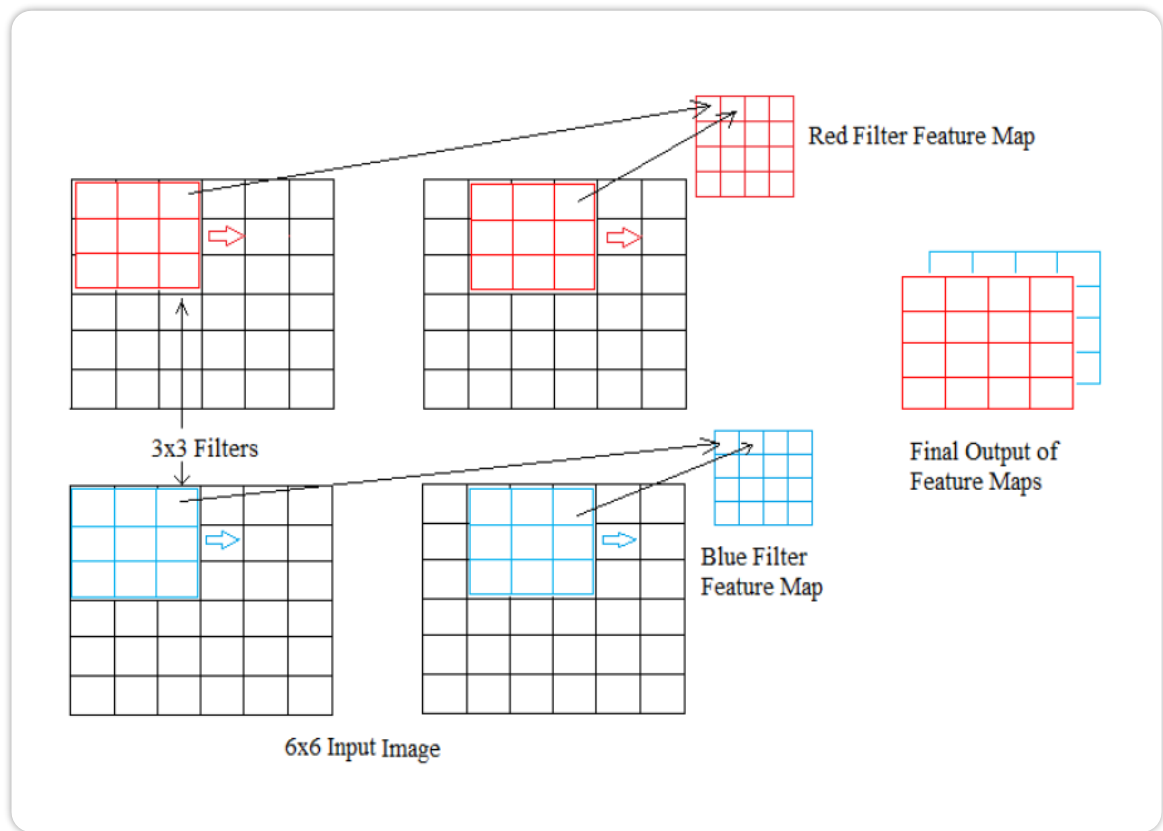 Red Filter Feature Map
3x3 Filters
Final Output of
Feature Maps
Blue Filter
Feature Map
6x6 Input Image